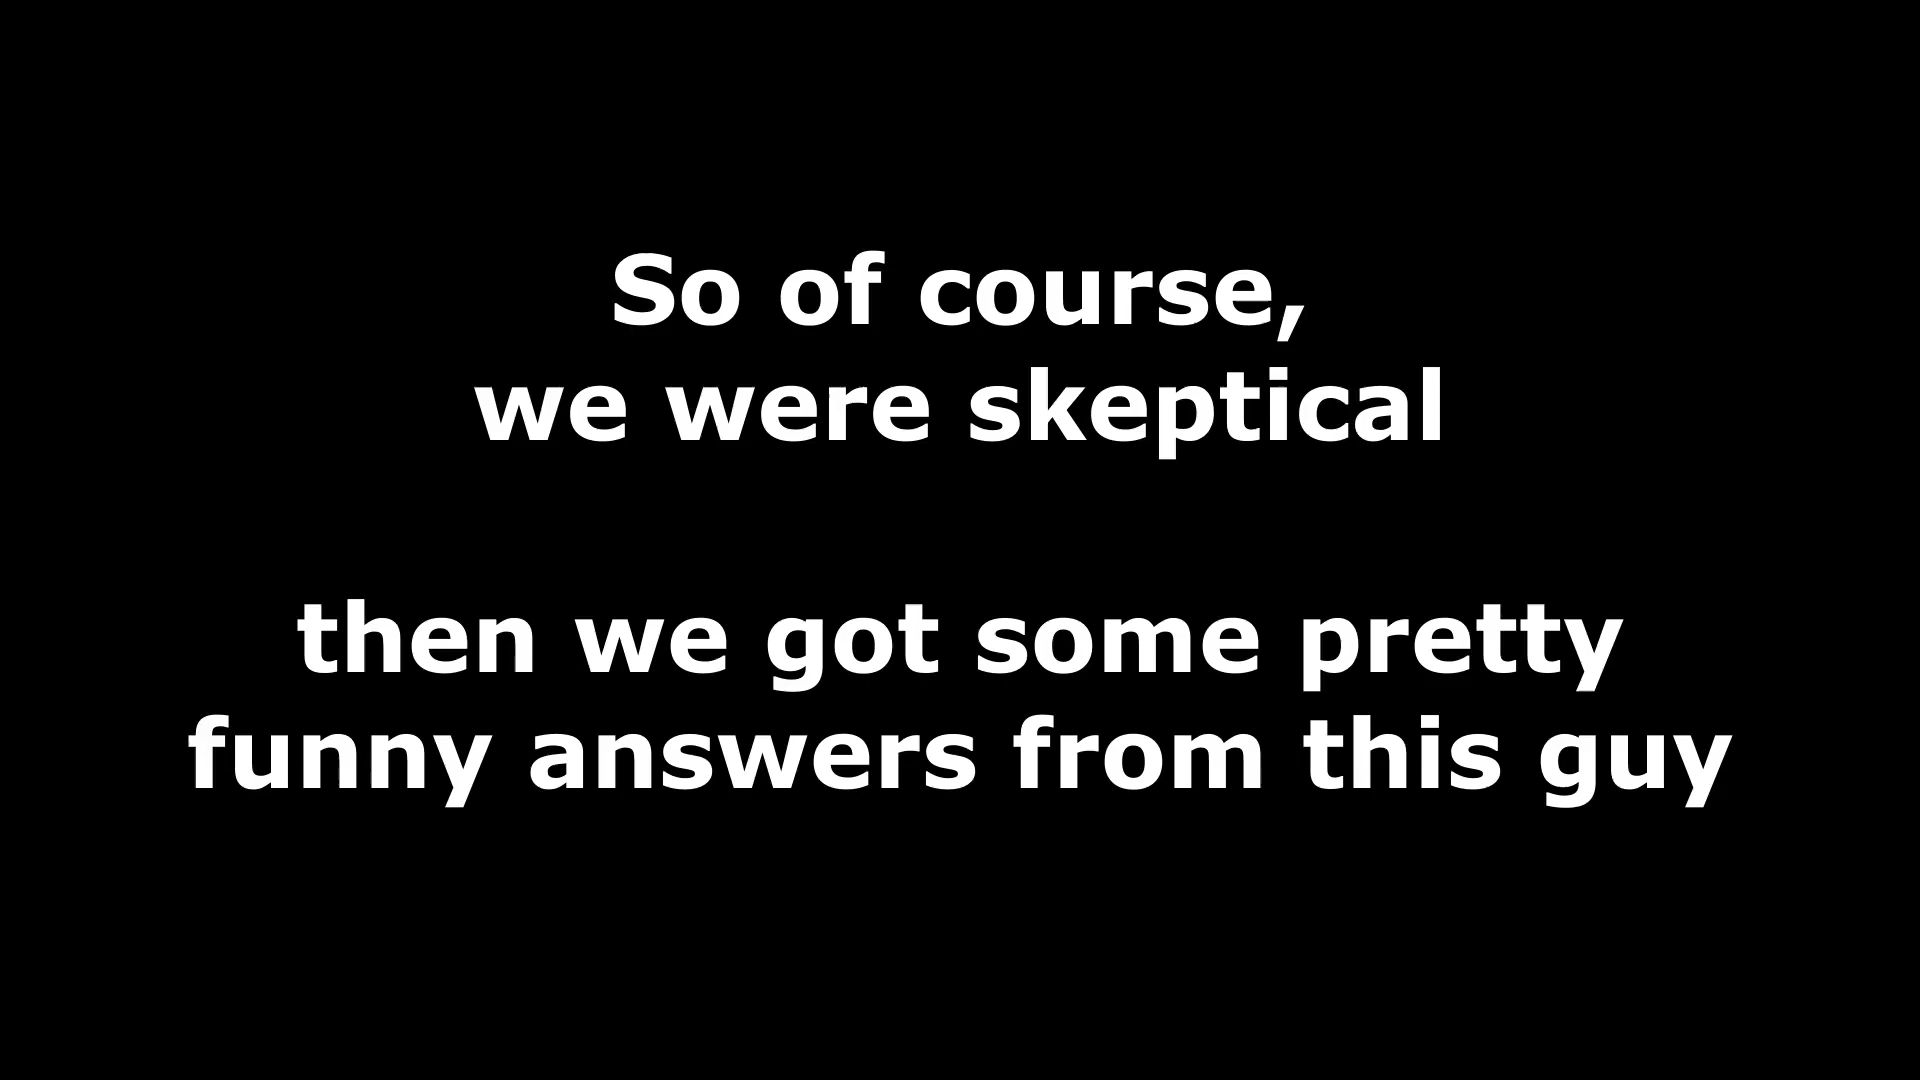 So of course,
we were skeptical
then we got some pretty
funny answers from this guy